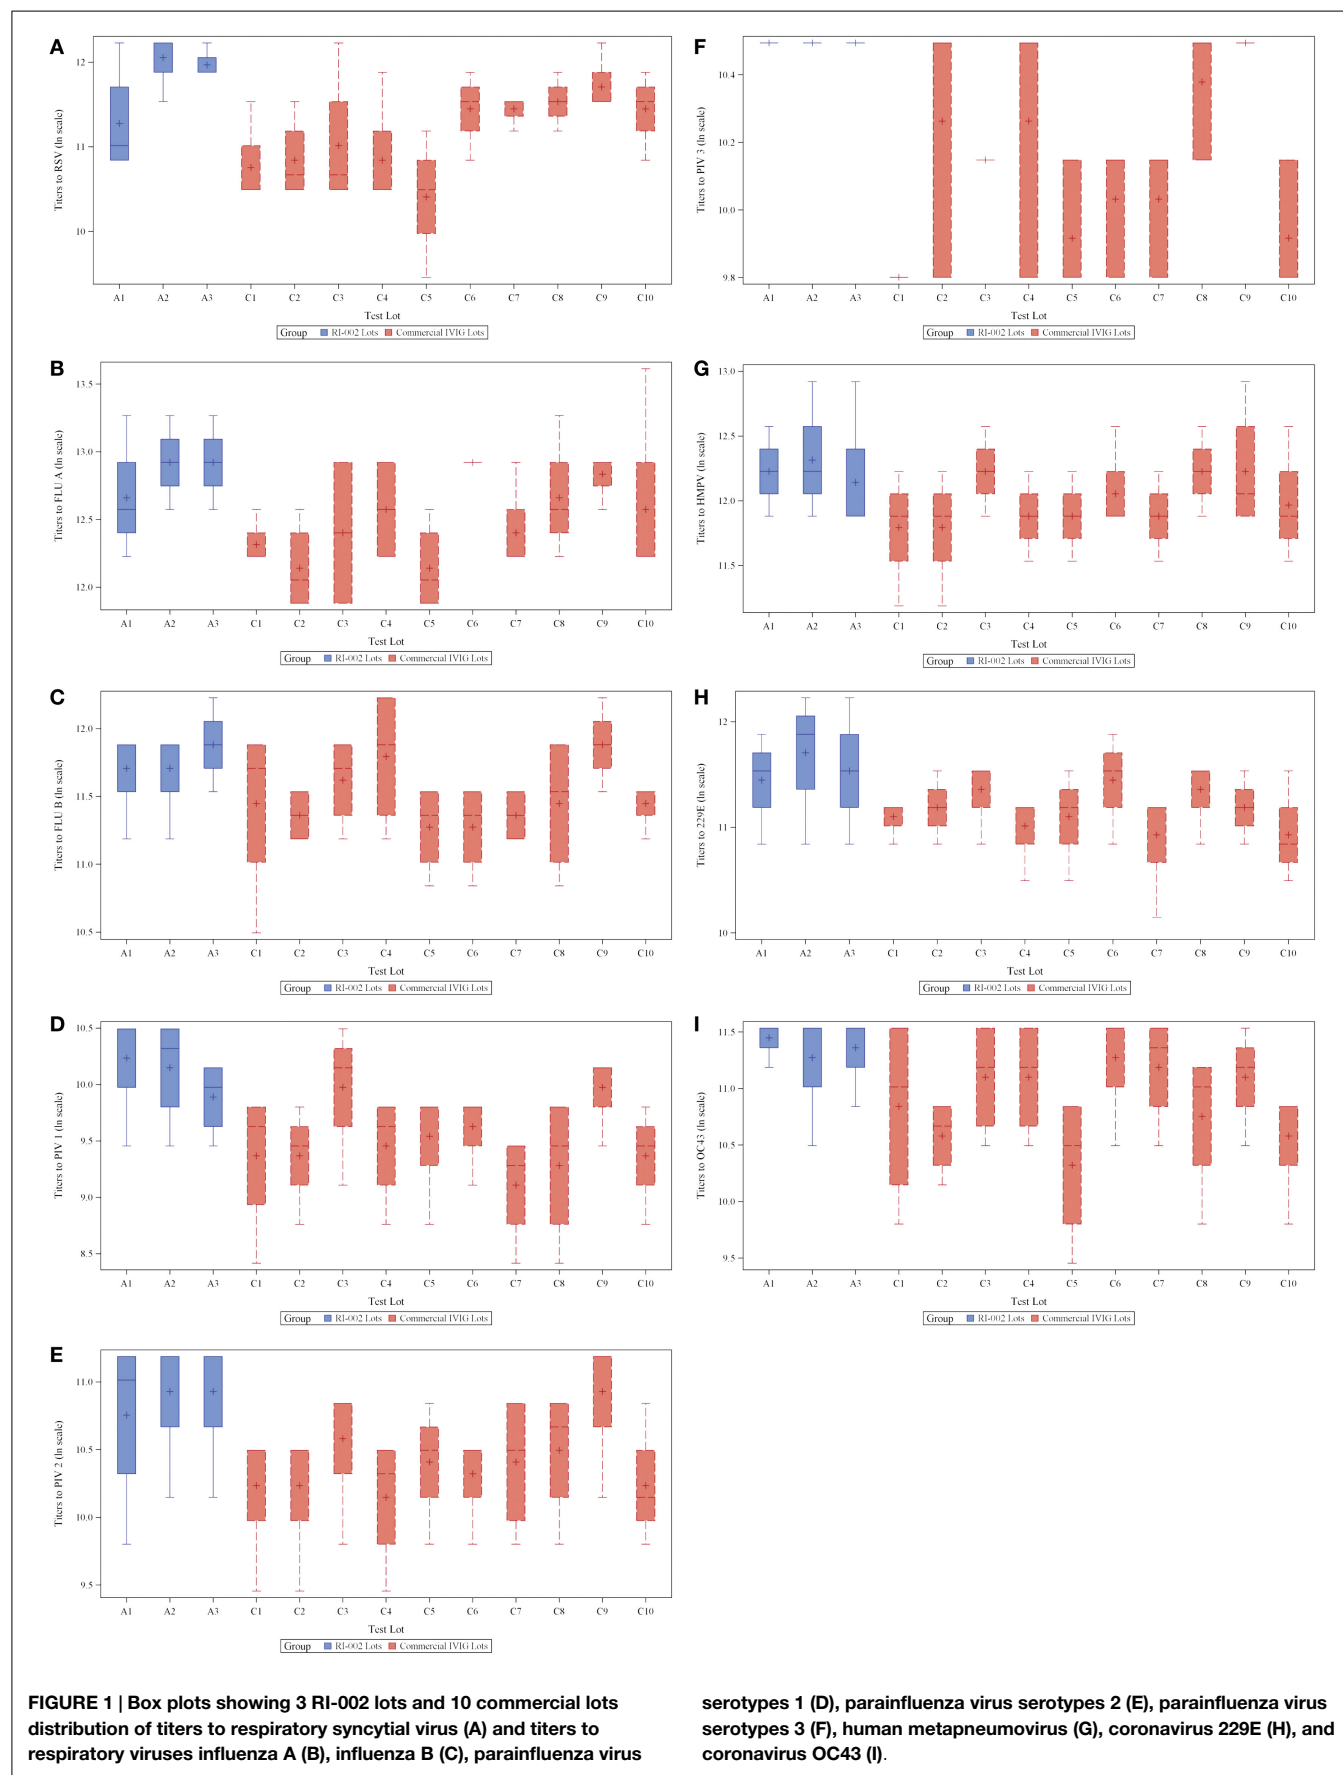 A
Titers to RSV (ln scale)
12
11
10
A1 A2 A3 C1 C2 C3 C4 C5 C6 C7 C8 C9 C10
Test Lot
Group RI-002 Lots Commercial IVIG Lots
B
Titers to FLU A (ln scale)
13.5
13.0
12.5
12.0
A1 A2 A3 C1 C2 C3 C4 C5 C6 C7 C8 C9 C10
Test Lot
Group RI-002 Lots Commercial IVIG Lots
C
Titers to FLU B (ln scale)
12.0
11.5
11.0
10.5
A1 A2 A3 C1 C2 C3 C4 C5 C6 C7 C8 C9 C10
Test Lot
Group RI-002 Lots Commercial IVIG Lots
D
Titers to PIV 1 (ln scale)
10.5
10.0
9.5
9.0
8.5
A1 A2 A3 C1 C2 C3 C4 C5 C6 C7 C8 C9 C10
Test Lot
Group RI-002 Lots Commercial IVIG Lots
E
Titers to PIV 2 (ln scale)
11.0
10.5
10.0
9.5
A1 A2 A3 C1 C2 C3 C4 C5 C6 C7 C8 C9 C10
Test Lot
Group RI-002 Lots Commercial IVIG Lots
F
Titers to PIV 3 (ln scale)
10.4
10.2
10.0
9.8
A1 A2 A3 C1 C2 C3 C4 C5 C6 C7 C8 C9 C10
Test Lot
Group RI-002 Lots Commercial IVIG Lots
G
Titers to HMPV (ln scale)
13.0
12.5
12.0
11.5
A1 A2 A3 C1 C2 C3 C4 C5 C6 C7 C8 C9 C10
Test Lot
Group RI-002 Lots Commercial IVIG Lots
H
Titers to 229E (ln scale)
12
11
10
A1 A2 A3 C1 C2 C3 C4 C5 C6 C7 C8 C9 C10
Test Lot
Group RI-002 Lots Commercial IVIG Lots
I
Titers to OC43 (ln scale)
11.5
11.0
10.5
10.0
9.5
A1 A2 A3 C1 C2 C3 C4 C5 C6 C7 C8 C9 C10
Test Lot
Group RI-002 Lots Commercial IVIG Lots
FIGURE 1 | Box plots showing 3 RI-002 lots and 10 commercial lots
distribution of titers to respiratory syncytial virus (A) and titers to
respiratory viruses influenza A (B), influenza B (C), parainfluenza virus
serotypes 1 (D), parainfluenza virus serotypes 2 (E), parainfluenza virus
serotypes 3 (F), human metapneumovirus (G), coronavirus 229E (H), and
coronavirus OC43 (I).